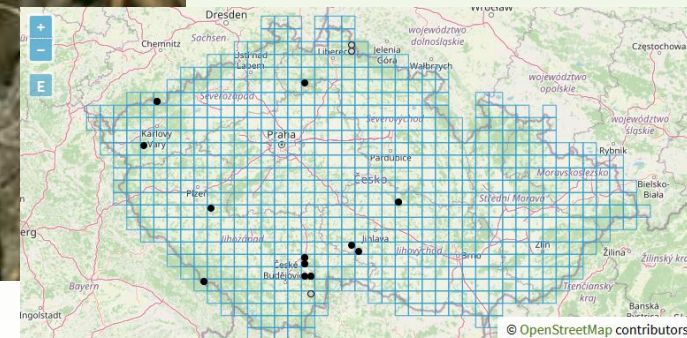 Dresden
Wrocław
Chemnitz
Sachsen
Liberec
Jelenia
Góra
województwo
dolnośląskie
Częstochowa
Ústí nad
Labem
Wałbrzych
województwo
opolskie
województwo
śląskie
Severozápad
Karlovy
Vary
Praha
Severovýchod
Pardubice
Rybnik
Česko
Moravskoslezsko
Bielsko-
Biała
Plzeň
Střední Morava
Jihozápad
Jihlava
Jihovýchod
Brno
Zlín
Žilina
Žilinský kraj
České
Budějovice
Bayern
Trenčiansky
kraj
Banská
Ingolstadt
+
−
E
© OpenStreetMap contributors